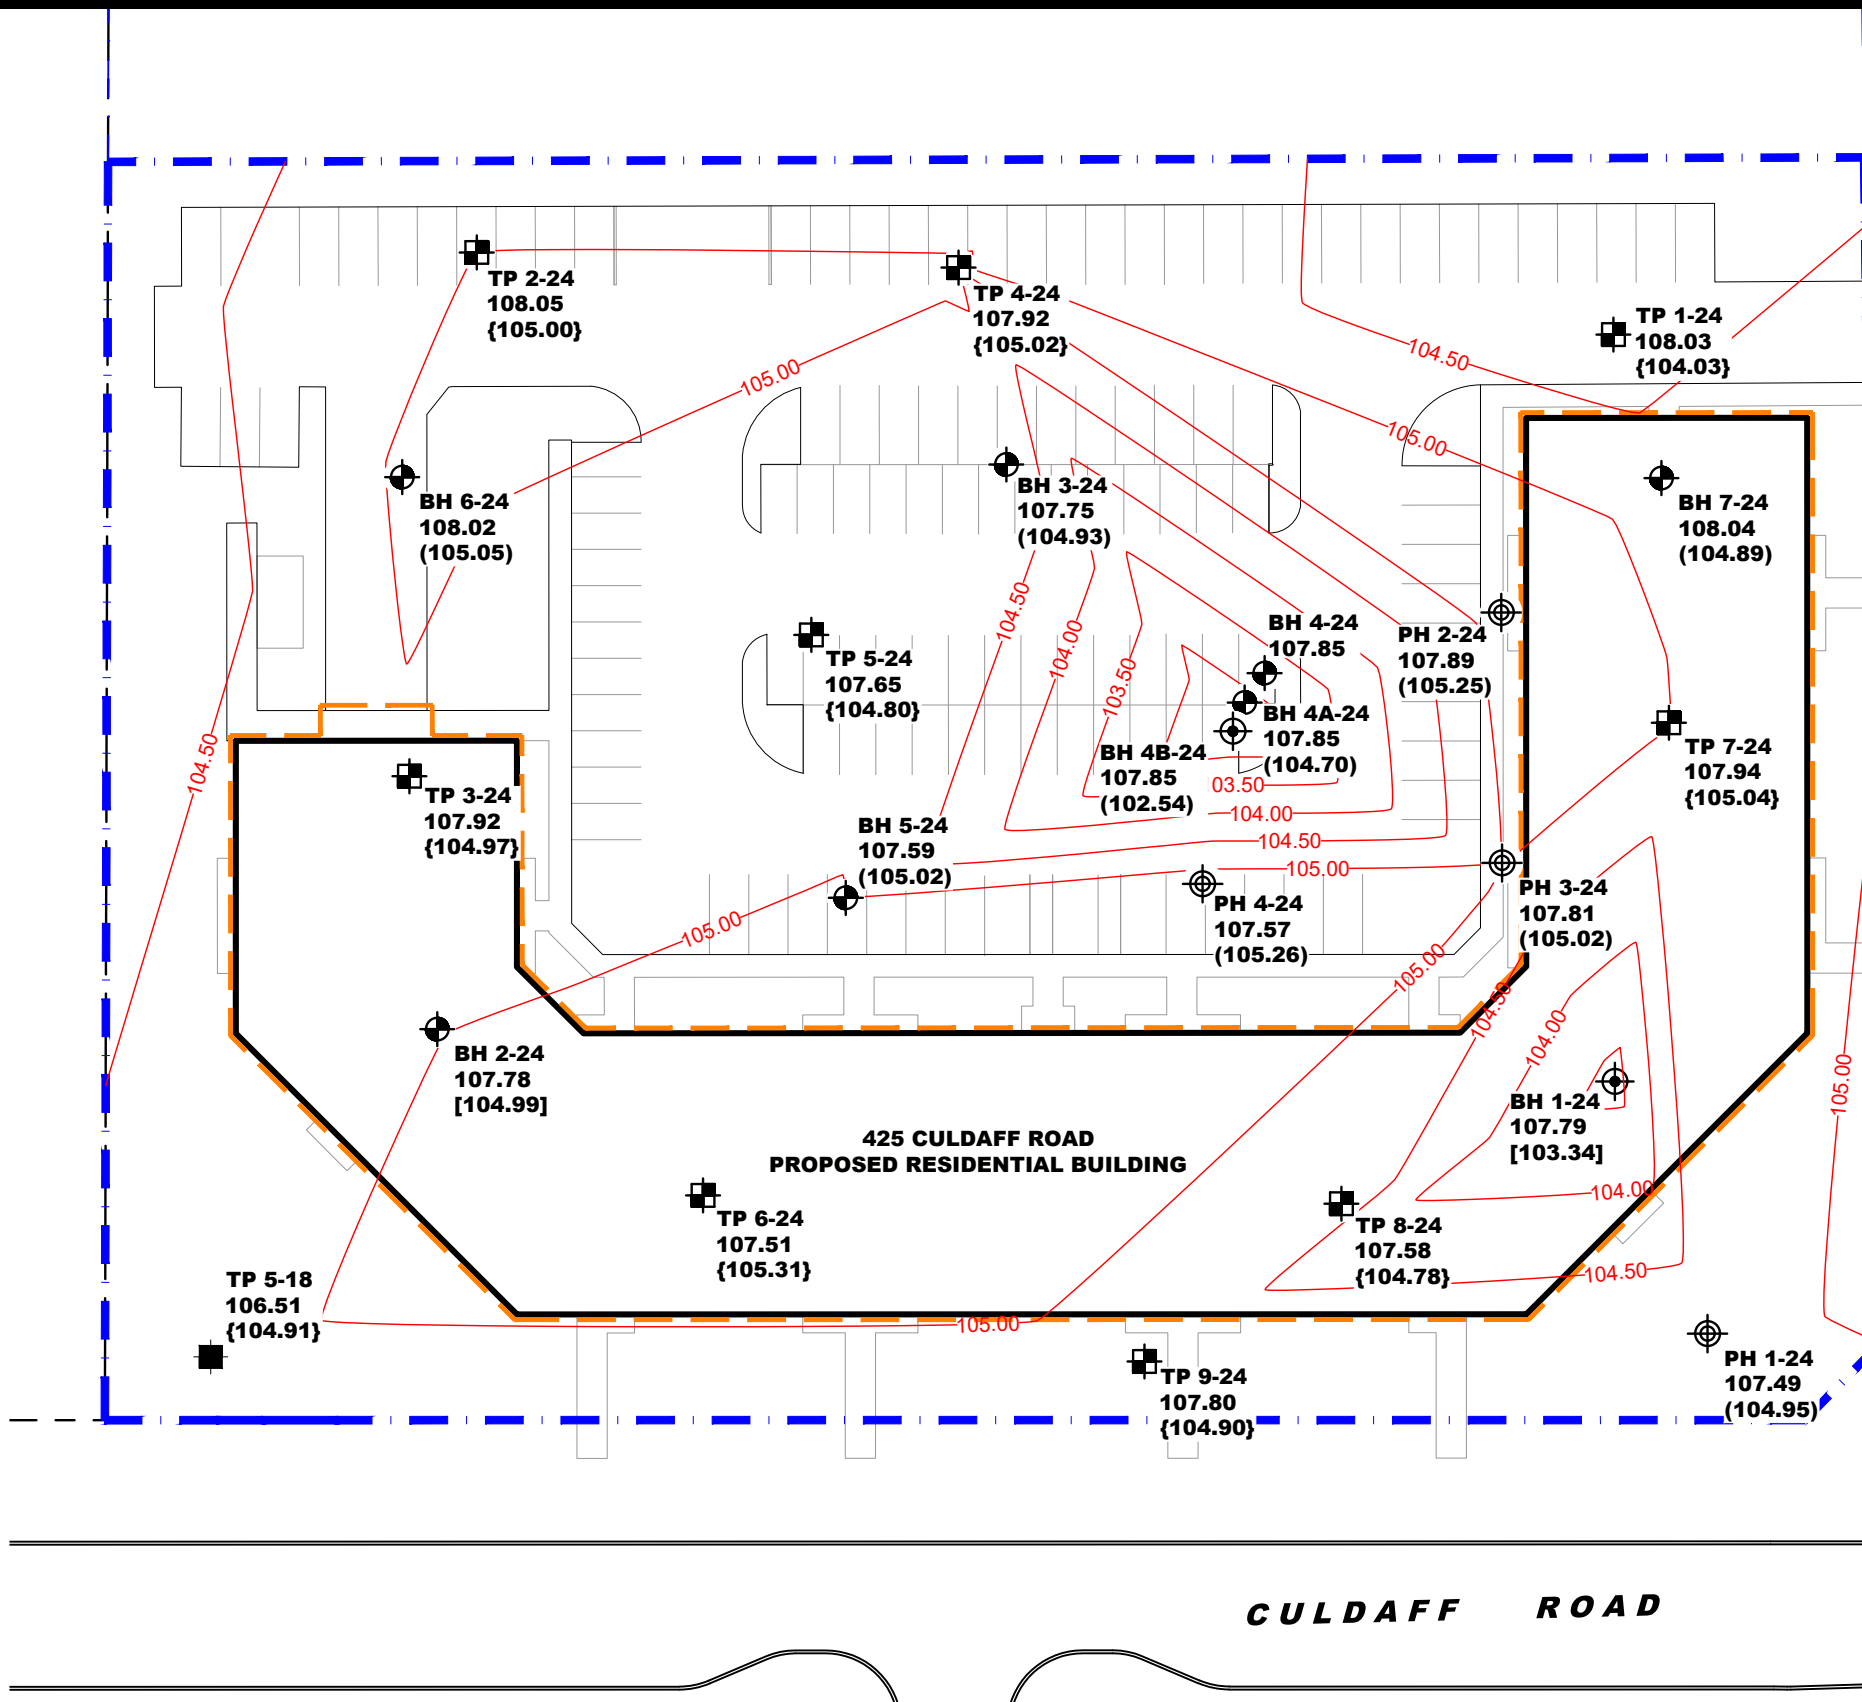 TP 2-24
108.05
{105.00}
TP 4-24
107.92
{105.02}
TP 1-24
108.03
{104.03}
104.50
105.00
105.00
BH 6-24
108.02
(105.05)
BH 3-24
107.75
(104.93)
BH 7-24
108.04
(104.89)
104.50
104.00
103.50
BH 4-24
107.85
PH 2-24
107.89
(105.25)
TP 5-24
107.65
{104.80}
BH 4A-24
107.85
(104.70)
BH 4B-24
107.85
(102.54)
TP 7-24
107.94
{105.04}
104.50
03.50
104.00
104.50
105.00
TP 3-24
107.92
{104.97}
BH 5-24
107.59
(105.02)
PH 4-24
107.57
(105.26)
PH 3-24
107.81
(105.02)
105.00
105.00
104.50
104.00
105.00
BH 2-24
107.78
[104.99]
BH 1-24
107.79
[103.34]
425 CULDAFF ROAD
PROPOSED RESIDENTIAL BUILDING
104.00
TP 6-24
107.51
{105.31}
TP 8-24
107.58
{104.78}
104.50
TP 5-18
106.51
{104.91}
105.00
TP 9-24
107.80
{104.90}
PH 1-24
107.49
(104.95)
CULDAFF ROAD